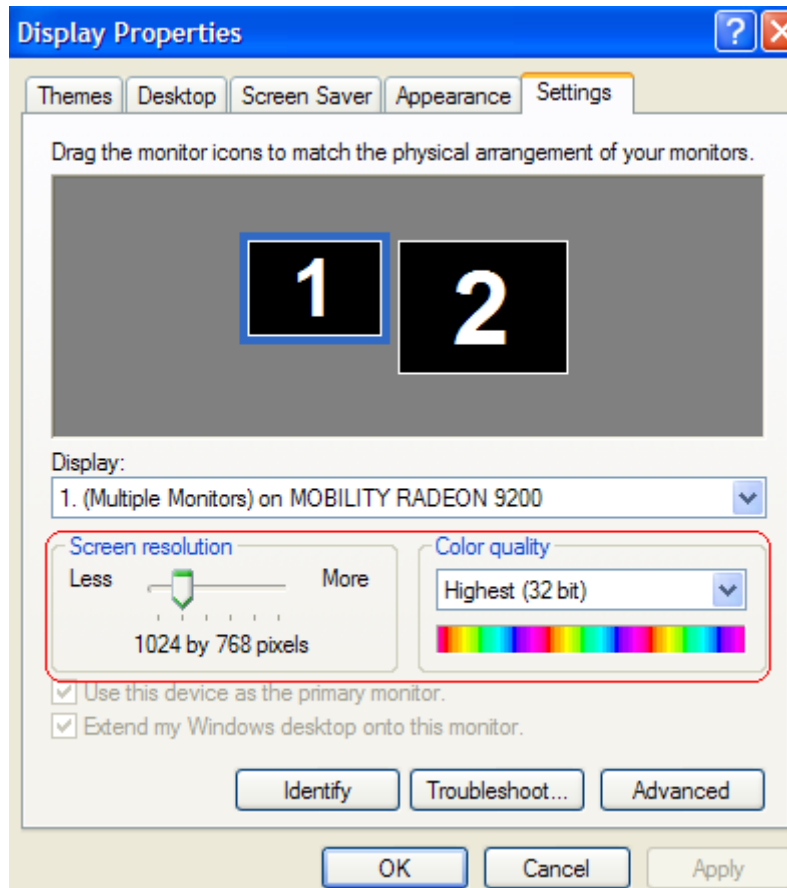 Display Properties
Themes Desktop Screen Saver Appearance Settings
Drag the monitor icons to match the physical arrangement of your monitors.
1 2
Display:
1. (Multiple Monitors) on MOBILITY RADEON 9200
Screen resolution Color quality
Less More Highest (32 bit)
1024 by 768 pixels
Use this device as the primary monitor.
Extend my Windows desktop onto this monitor.
Identify Troubleshoot... Advanced
OK Cancel Apply